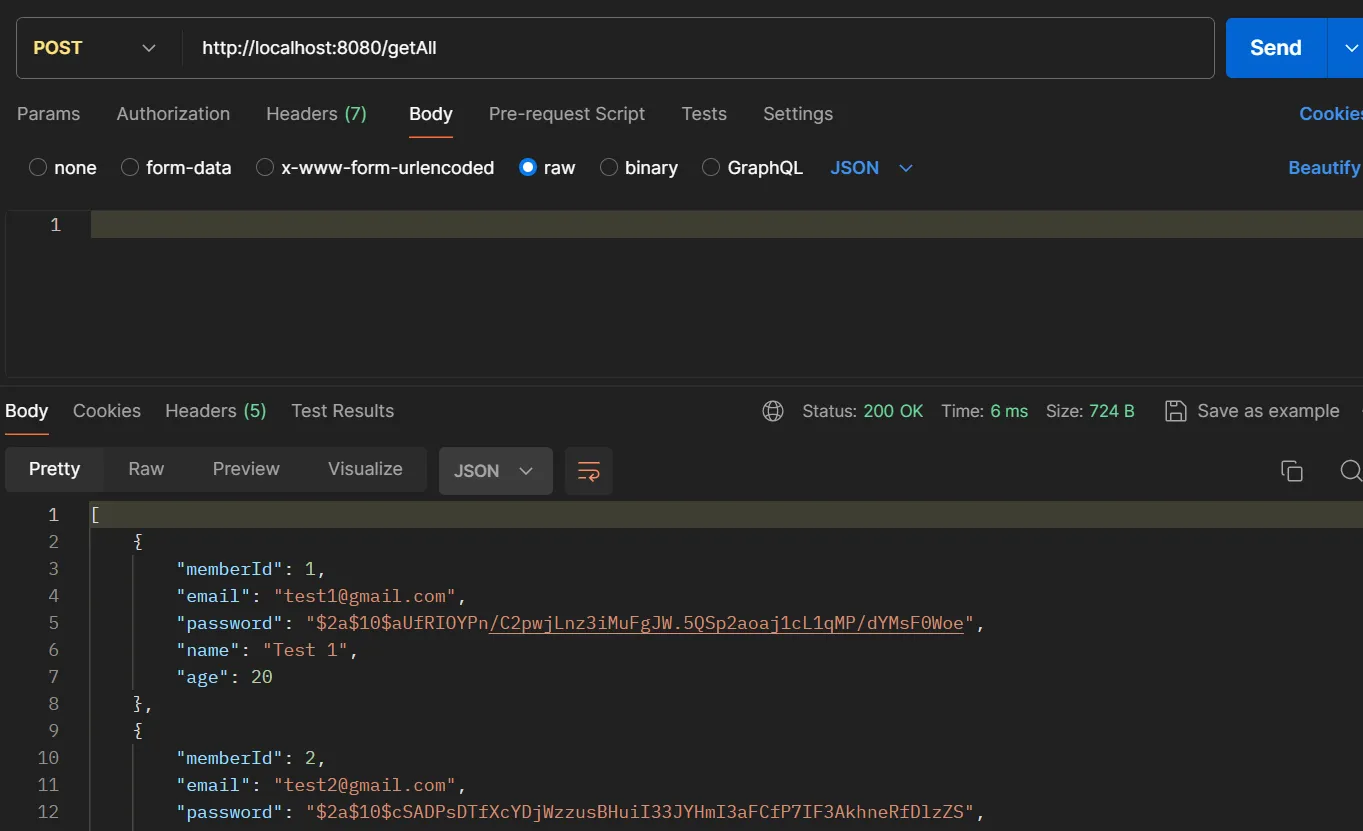 POST http://localhost:8080/getAll Send
Params Authorization Headers (7) Body Pre-request Script Tests Settings Cookies
none form-data x-www-form-urlencoded raw binary GraphQL JSON Beautify
1
Body Cookies Headers (5) Test Results Status: 200 OK Time: 6 ms Size: 724 B Save as example
Pretty Raw Preview Visualize JSON
1 [
2 {
3 "memberId": 1,
4 "email": "test1@gmail.com",
5 "password": "$2a$10$aUfRIOYPn/C2pwjLnz3iMuFgJW.5QSp2aoaj1cL1qMP/dYMsF0Woe",
6 "name": "Test 1",
7 "age": 20
8 },
9 {
10 "memberId": 2,
11 "email": "test2@gmail.com",
12 "password": "$2a$10$cSADPsDTfXcYDjWzzusBHuiI33JYHmI3aFCfP7IF3AkhneRfDlzZS",